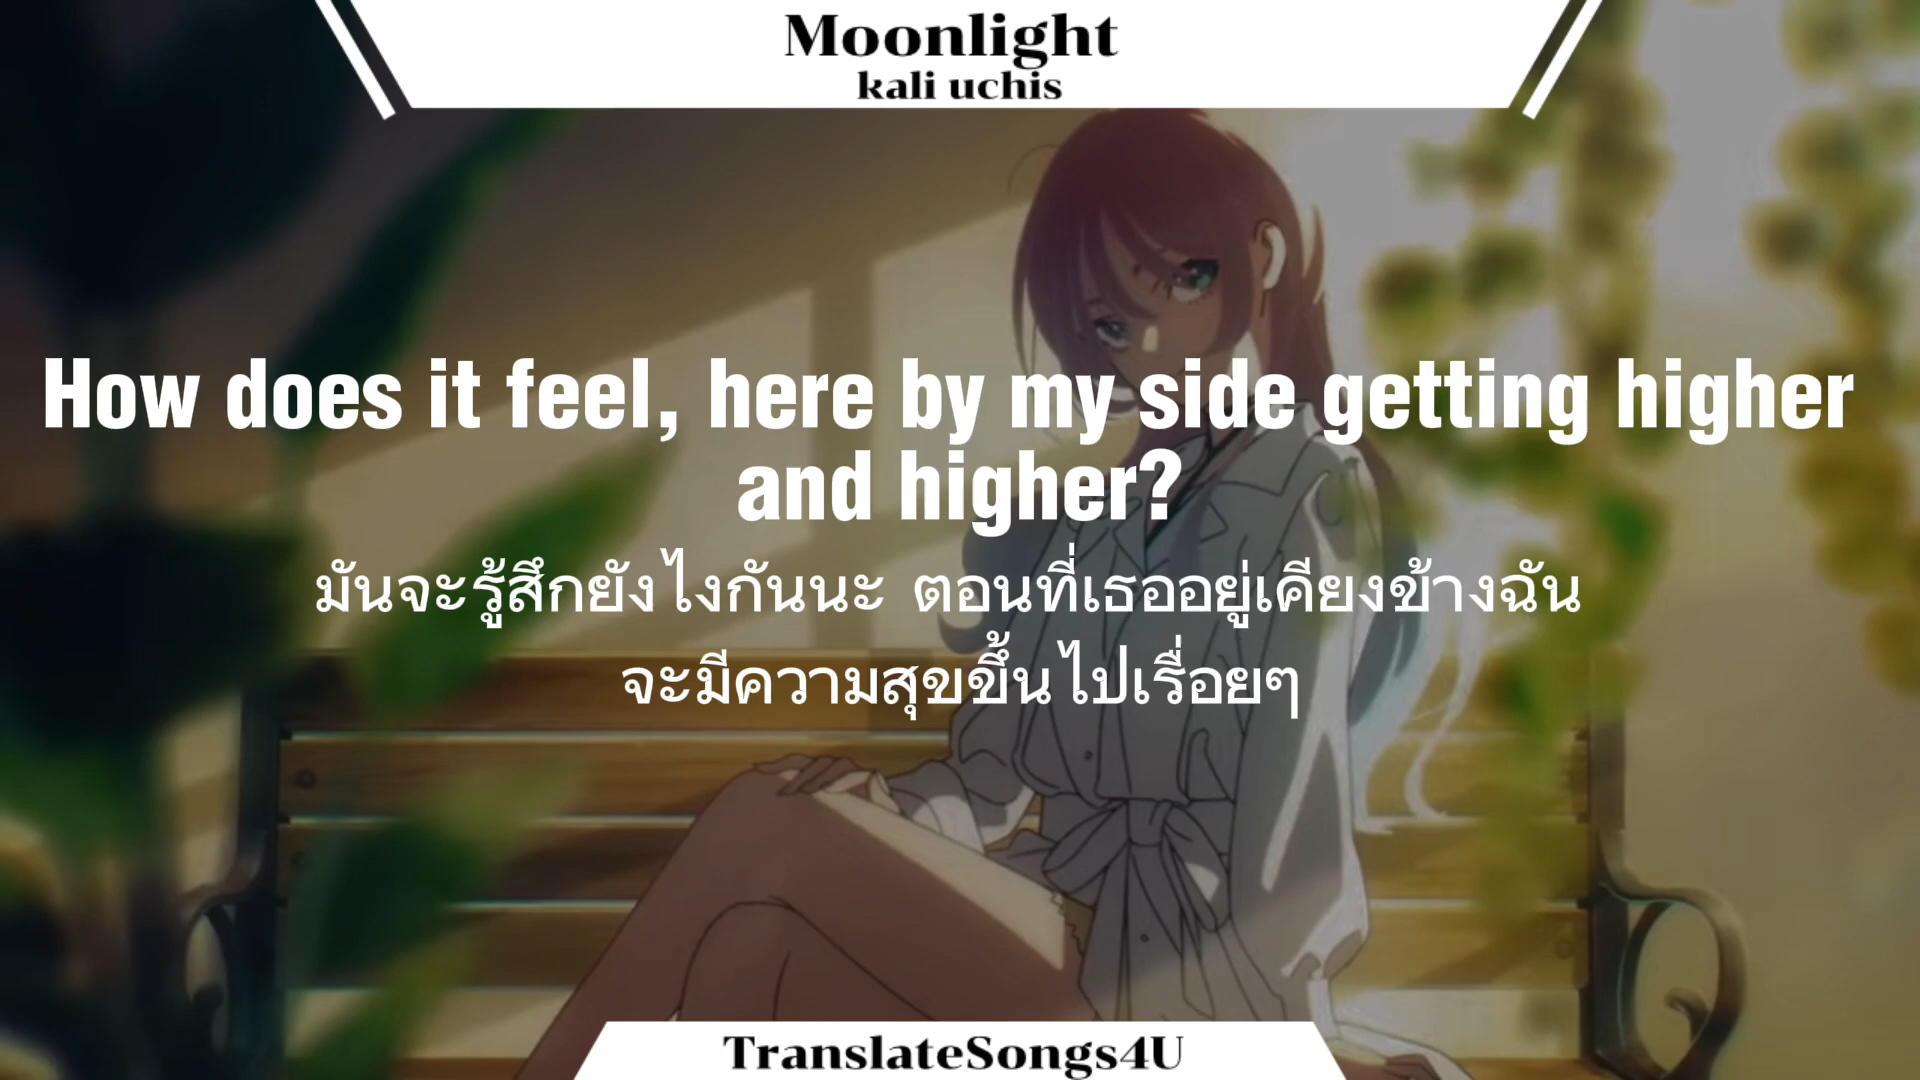 Moonlight
kali uchis
How does it feel, here by my side getting higher
and higher?
มันจะรู้สึกยังไงกันนะ ตอนที่เธออยู่เคียงข้างฉัน
จะมีความสุขขึ้นไปเรื่อยๆ
TranslateSongs4U